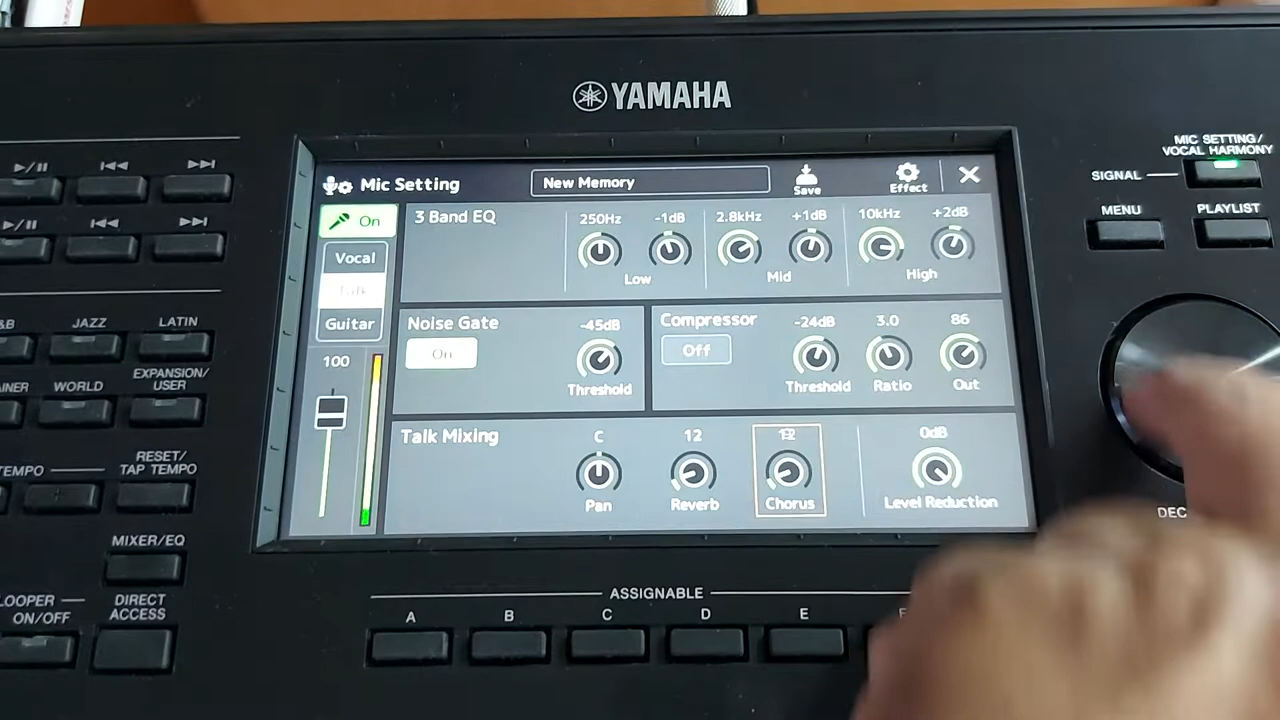 YAMAHA
MIC SETTING/
VOCAL HARMONY
SIGNAL
MENU
PLAYLIST
Mic Setting
New Memory
Save
Effect
On
Vocal
Talk
Guitar
100
3 Band EQ
250Hz
-1dB
2.8kHz
+1dB
10kHz
+2dB
Low
Mid
High
Noise Gate
On
-45dB
Threshold
Compressor
Off
-24dB
3.0
86
Threshold
Ratio
Out
Talk Mixing
C
12
12
0dB
Pan
Reverb
Chorus
Level Reduction
JAZZ
LATIN
WORLD
EXPANSION/
USER
TEMPO
RESET/
TAP TEMPO
MIXER/EQ
LOOPER
ON/OFF
DIRECT
ACCESS
ASSIGNABLE
A
B
C
D
E
DEC